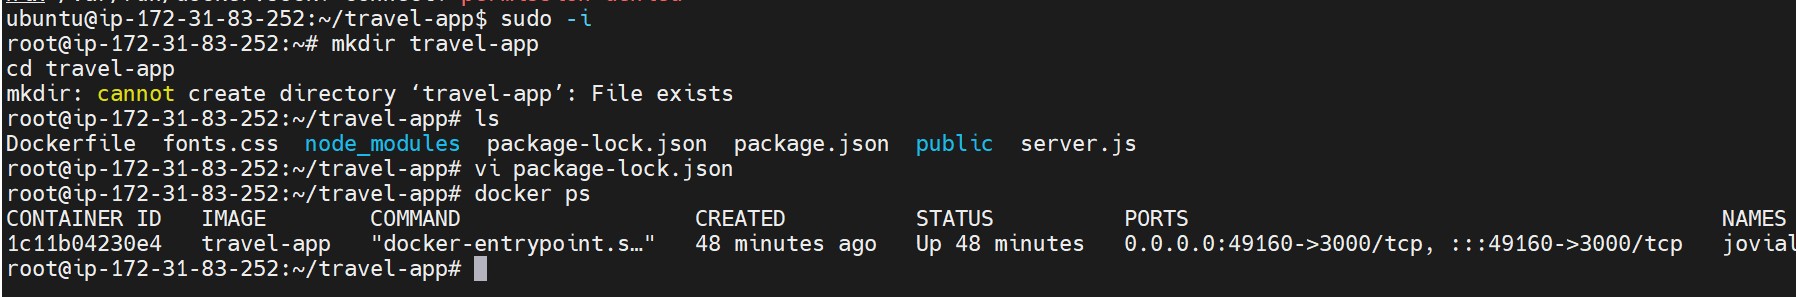 ubuntu@ip-172-31-83-252:~/travel-app$ sudo -i
root@ip-172-31-83-252:~# mkdir travel-app
cd travel-app
mkdir: cannot create directory ‘travel-app’: File exists
root@ip-172-31-83-252:~/travel-app# ls
Dockerfile  fonts.css  node_modules  package-lock.json  package.json  public  server.js
root@ip-172-31-83-252:~/travel-app# vi package-lock.json
root@ip-172-31-83-252:~/travel-app# docker ps
CONTAINER ID   IMAGE        COMMAND                  CREATED          STATUS          PORTS                                         NAMES
1c11b04230e4   travel-app   "docker-entrypoint.s…"   48 minutes ago   Up 48 minutes   0.0.0.0:49160->3000/tcp, :::49160->3000/tcp   jovial
root@ip-172-31-83-252:~/travel-app#